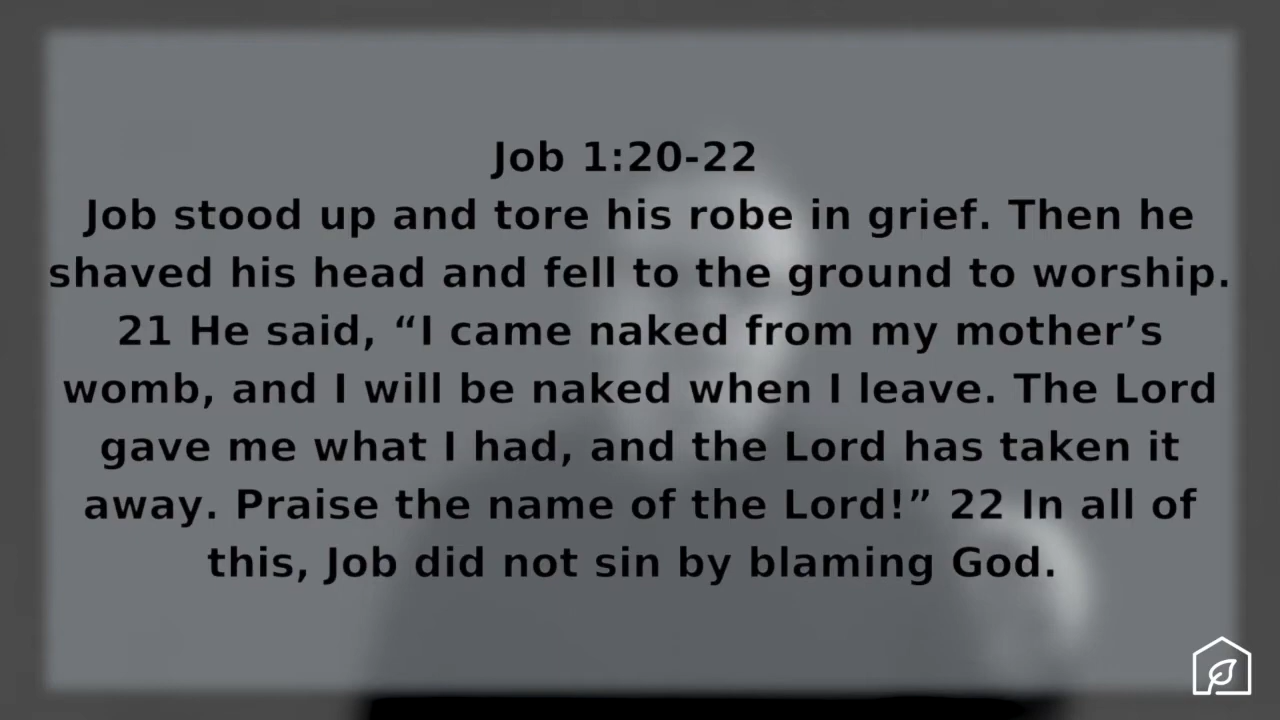 Job 1:20-22
Job stood up and tore his robe in grief. Then he
shaved his head and fell to the ground to worship.
21 He said, “I came naked from my mother’s
womb, and I will be naked when I leave. The Lord
gave me what I had, and the Lord has taken it
away. Praise the name of the Lord!” 22 In all of
this, Job did not sin by blaming God.